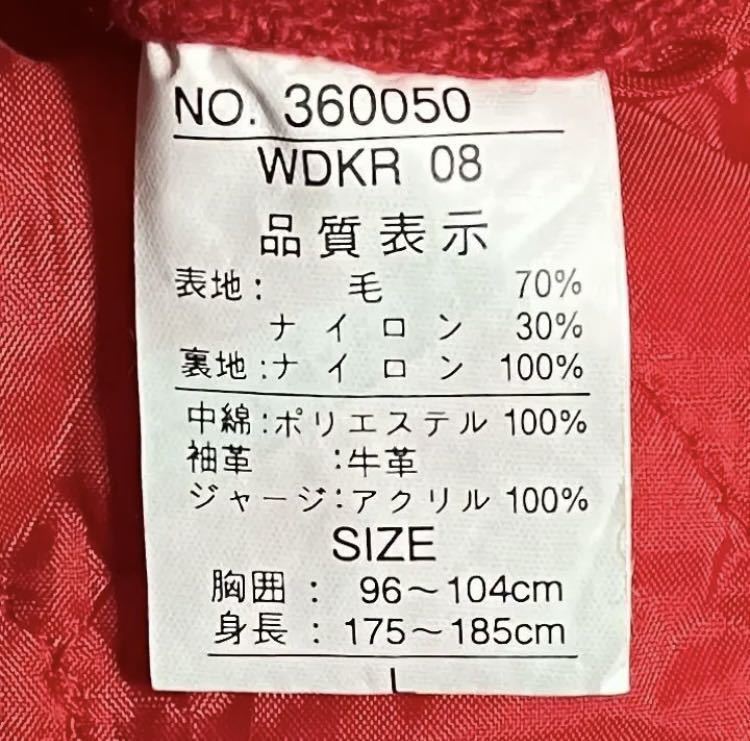 NO. 360050
WDKR 08
品質表示
表地: 毛 70%
ナイロン 30%
裏地:ナイロン 100%
中綿:ポリエステル 100%
袖革 :牛革
ジャージ:アクリル 100%
SIZE
胸囲: 96~104cm
身長: 175~185cm
L